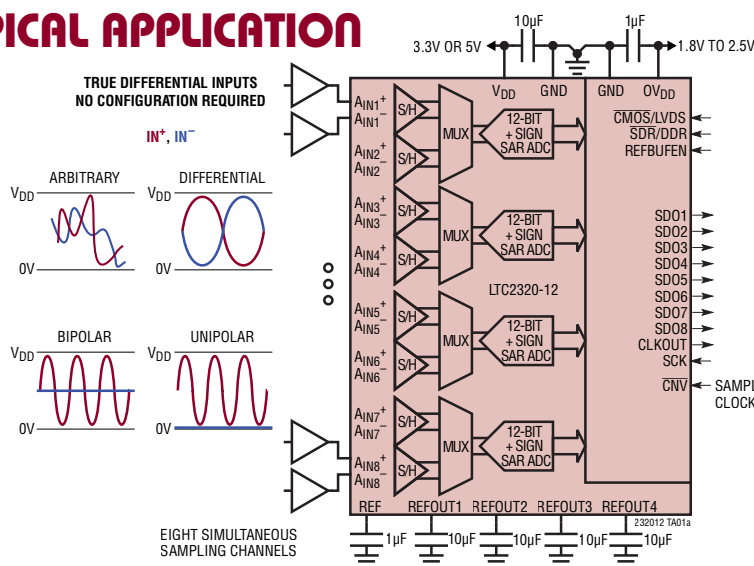 PICAL APPLICATION
10µF
1µF
3.3V OR 5V
1.8V TO 2.5V
TRUE DIFFERENTIAL INPUTS
NO CONFIGURATION REQUIRED
IN+, IN−
VDD
GND
GND
OVDD
CMOS/LVDS
SDR/DDR
REFBUFEN
ARBITRARY
VDD
0V
DIFFERENTIAL
VDD
0V
BIPOLAR
VDD
0V
UNIPOLAR
VDD
0V
AIN1+
AIN1−
S/H
AIN2+
AIN2−
S/H
MUX
12-BIT
+ SIGN
SAR ADC
AIN3+
AIN3−
S/H
AIN4+
AIN4−
S/H
MUX
12-BIT
+ SIGN
SAR ADC
LTC2320-12
AIN5+
AIN5−
S/H
AIN6+
AIN6−
S/H
MUX
12-BIT
+ SIGN
SAR ADC
AIN7+
AIN7−
S/H
AIN8+
AIN8−
S/H
MUX
12-BIT
+ SIGN
SAR ADC
SDO1
SDO2
SDO3
SDO4
SDO5
SDO6
SDO7
SDO8
CLKOUT
SCK
CNV
SAMPL
CLOCK
REF
REFOUT1
REFOUT2
REFOUT3
REFOUT4
232012 TA01a
1µF
10µF
10µF
10µF
10µF
EIGHT SIMULTANEOUS
SAMPLING CHANNELS